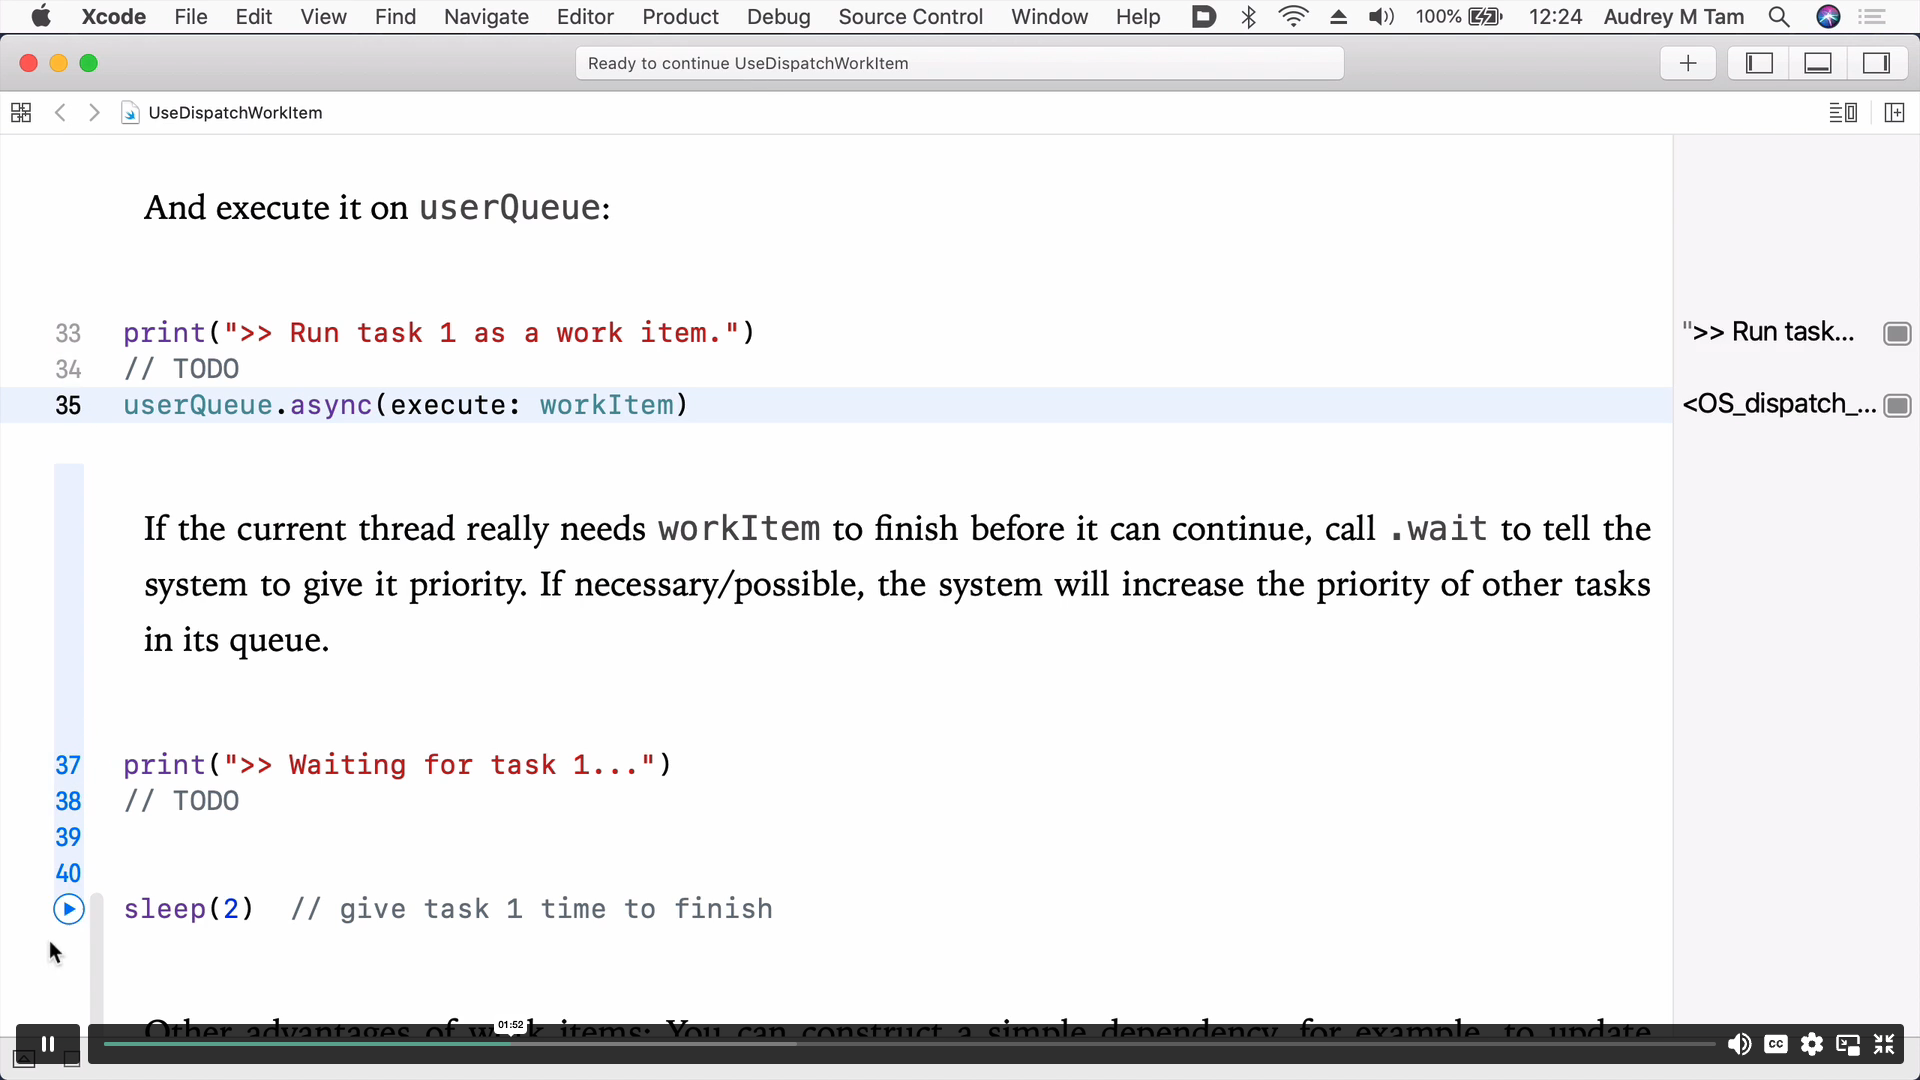 Xcode File Edit View Find Navigate Editor Product Debug Source Control Window Help 100% 12:24 Audrey M Tam
Ready to continue UseDispatchWorkItem
UseDispatchWorkItem
And execute it on userQueue:
33 print(">> Run task 1 as a work item.") ">> Run task...
34 // TODO
35 userQueue.async(execute: workItem) <OS_dispatch_...
If the current thread really needs workItem to finish before it can continue, call .wait to tell the
system to give it priority. If necessary/possible, the system will increase the priority of other tasks
in its queue.
37 print(">> Waiting for task 1...")
38 // TODO
39
40
sleep(2) // give task 1 time to finish
Other advantages of work items: You can construct a simple dependency, for example, to update
01:52
CC